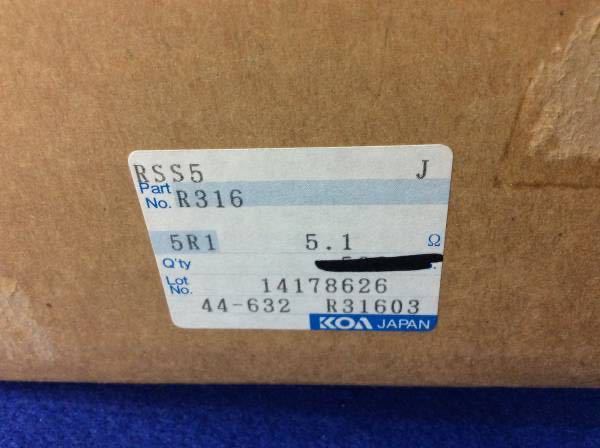 RSS5 J
Part No. R316
5R1 5.1 Ω
Q'ty
Lot No. 14178626
44-632 R31603
KOA JAPAN